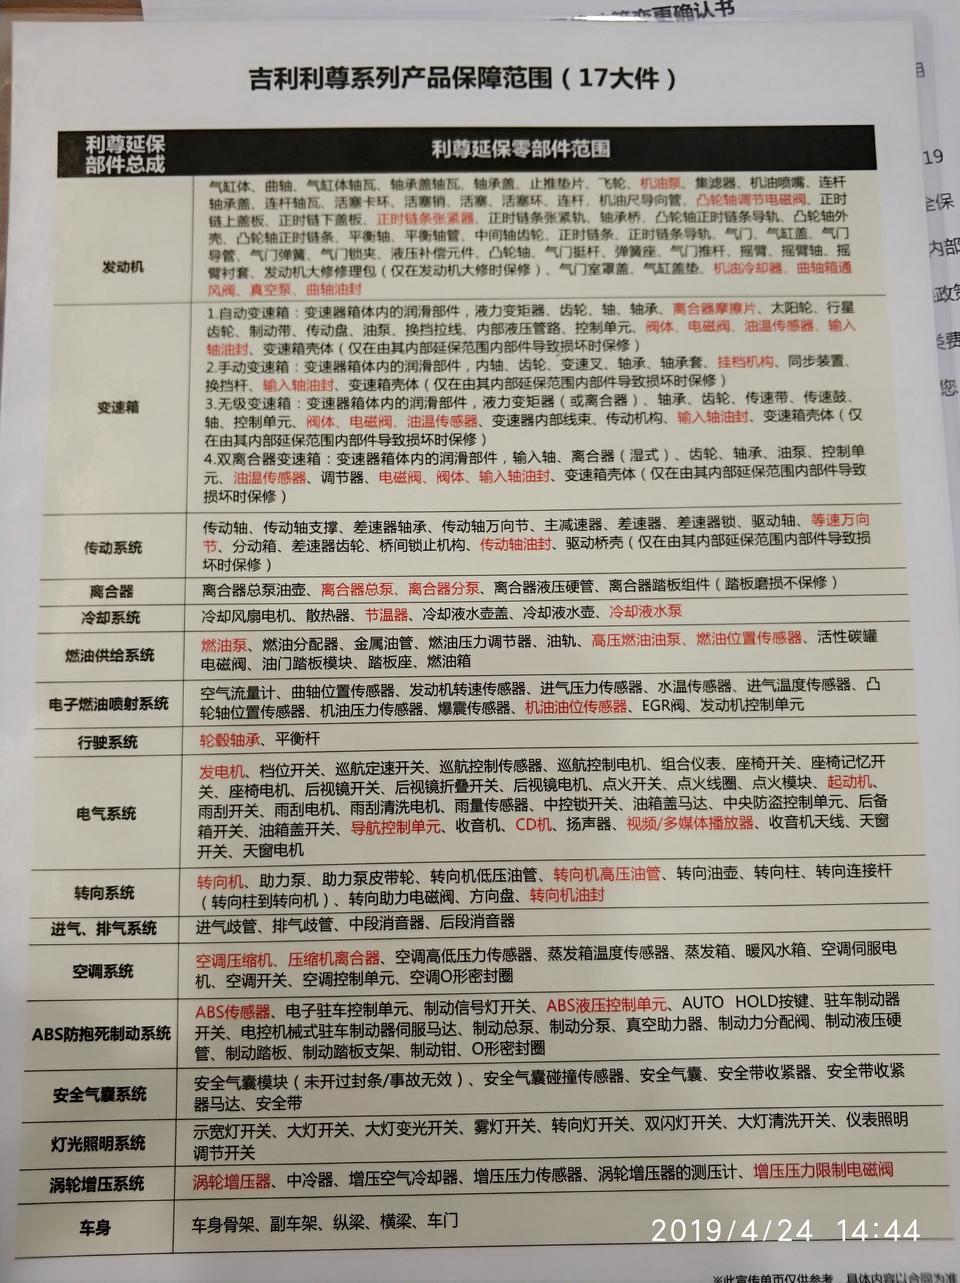 变更确认书
吉利利尊系列产品保障范围（17大件）
利尊延保
部件总成
利尊延保零部件范围
发动机
气缸体、曲轴、气缸体轴瓦、轴承盖轴瓦、轴承盖、止推垫片、飞轮、机油泵、集滤器、机油喷嘴、连杆
轴承盖、连杆轴瓦、活塞卡环、活塞销、活塞、活塞环、连杆、机油尺导向管、凸轮轴调节电磁阀、正时
链上盖板、正时链下盖板、正时链条张紧器、正时链条张紧轨、轴承桥、凸轮轴正时链条导轨、凸轮轴外
壳、凸轮轴正时链条、平衡轴、平衡轴管、中间轴齿轮、正时链条、正时链条导轨、气门、气缸盖、气门
导管、气门弹簧、气门锁夹、液压补偿元件、凸轮轴、气门挺杆、弹簧座、气门推杆、摇臂、摇臂轴、摇
臂衬套、发动机大修修理包（仅在发动机大修时保修）、气门室罩盖、气缸盖垫、机油冷却器、曲轴箱通
风阀、真空泵、曲轴油封
变速箱
1.自动变速箱：变速器箱体内的润滑部件，液力变矩器、齿轮、轴、轴承、离合器摩擦片、太阳轮、行星
齿轮、制动带、传动盘、油泵、换挡拉线、内部液压管路、控制单元、阀体、电磁阀、油温传感器、输入
轴油封、变速箱壳体（仅在由其内部延保范围内部件导致损坏时保修）
2.手动变速箱：变速器箱体内的润滑部件，内轴、齿轮、变速叉、轴承、轴承套、挂档机构、同步装置、
换挡杆、输入轴油封、变速箱壳体（仅在由其内部延保范围内部件导致损坏时保修）
3.无级变速箱：变速器箱体内的润滑部件，液力变矩器（或离合器）、轴承、齿轮、传速带、传速鼓、
轴、控制单元、阀体、电磁阀、油温传感器、变速器内部线束、传动机构、输入轴油封、变速箱壳体（仅
在由其内部延保范围内部件导致损坏时保修）
4.双离合器变速箱：变速器箱体内的润滑部件，输入轴、离合器（湿式）、齿轮、轴承、油泵、控制单
元、油温传感器、调节器、电磁阀、阀体、输入轴油封、变速箱壳体（仅在由其内部延保范围内部件导致
损坏时保修）
传动系统
传动轴、传动轴支撑、差速器轴承、传动轴万向节、主减速器、差速器、差速器锁、驱动轴、等速万向
节、分动箱、差速器齿轮、桥间锁止机构、传动轴油封、驱动桥壳（仅在由其内部延保范围内部件导致损
坏时保修）
离合器
离合器总泵油壶、离合器总泵、离合器分泵、离合器液压硬管、离合器踏板组件（踏板磨损不保修）
冷却系统
冷却风扇电机、散热器、节温器、冷却液水壶盖、冷却液水壶、冷却液水泵
燃油供给系统
燃油泵、燃油分配器、金属油管、燃油压力调节器、油轨、高压燃油油泵、燃油位置传感器、活性碳罐
电磁阀、油门踏板模块、踏板座、燃油箱
电子燃油喷射系统
空气流量计、曲轴位置传感器、发动机转速传感器、进气压力传感器、水温传感器、进气温度传感器、凸
轮轴位置传感器、机油压力传感器、爆震传感器、机油油位传感器、EGR阀、发动机控制单元
行驶系统
轮毂轴承、平衡杆
电气系统
发电机、档位开关、巡航定速开关、巡航控制传感器、巡航控制电机、组合仪表、座椅开关、座椅记忆开
关、座椅电机、后视镜开关、后视镜折叠开关、后视镜电机、点火开关、点火线圈、点火模块、起动机、
雨刮开关、雨刮电机、雨刮清洗电机、雨量传感器、中控锁开关、油箱盖马达、中央防盗控制单元、后备
箱开关、油箱盖开关、导航控制单元、收音机、CD机、扬声器、视频/多媒体播放器、收音机天线、天窗
开关、天窗电机
转向系统
转向机、助力泵、助力泵皮带轮、转向机低压油管、转向机高压油管、转向油壶、转向柱、转向连接杆
（转向柱到转向机）、转向助力电磁阀、方向盘、转向机油封
进气、排气系统
进气歧管、排气歧管、中段消音器、后段消音器
空调系统
空调压缩机、压缩机离合器、空调高低压力传感器、蒸发箱温度传感器、蒸发箱、暖风水箱、空调伺服电
机、空调开关、空调控制单元、空调O形密封圈
ABS防抱死制动系统
ABS传感器、电子驻车控制单元、制动信号灯开关、ABS液压控制单元、AUTO HOLD按键、驻车制动器
开关、电控机械式驻车制动器伺服马达、制动总泵、制动分泵、真空助力器、制动力分配阀、制动液压硬
管、制动踏板、制动踏板支架、制动钳、O形密封圈
安全气囊系统
安全气囊模块（未开过封条/事故无效）、安全气囊碰撞传感器、安全气囊、安全带收紧器、安全带收紧
器马达、安全带
灯光照明系统
示宽灯开关、大灯开关、大灯变光开关、雾灯开关、转向灯开关、双闪灯开关、大灯清洗开关、仪表照明
调节开关
涡轮增压系统
涡轮增压器、中冷器、增压空气冷却器、增压压力传感器、涡轮增压器的测压计、增压压力限制电磁阀
车身
车身骨架、副车架、纵梁、横梁、车门
※此宣传单页仅供参考，具体内容以合同为准
19
全保
内部
政策
类费
您
2019/4/24 14:44